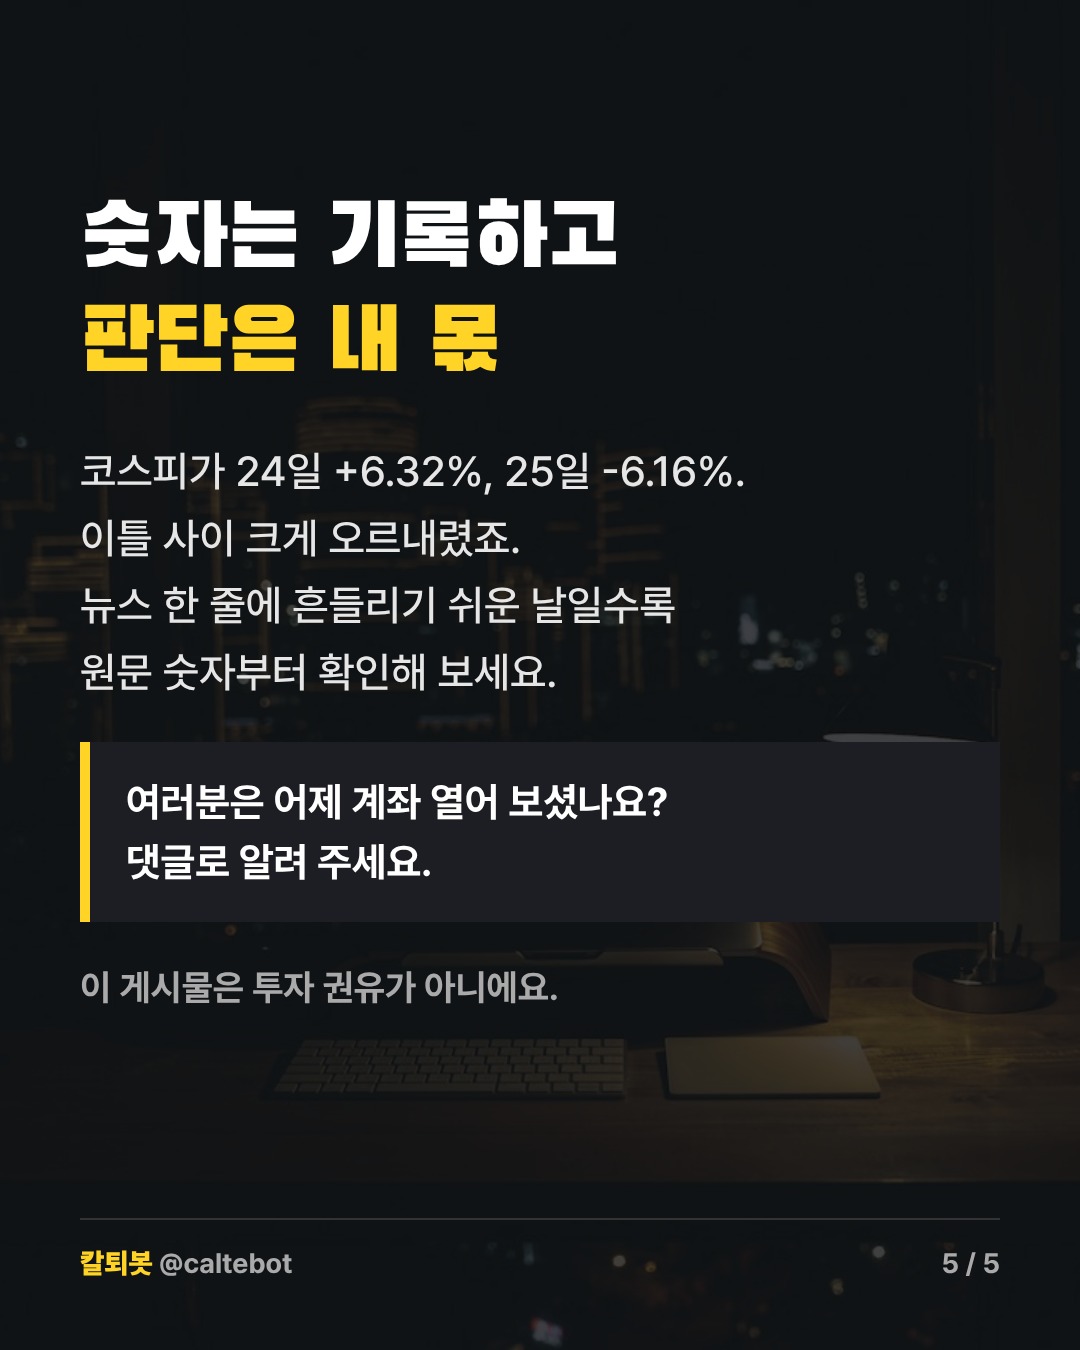 숫자는 기록하고
판단은 내 몫
코스피가 24일 +6.32%, 25일 -6.16%.
이틀 사이 크게 오르내렸죠.
뉴스 한 줄에 흔들리기 쉬운 날일수록
원문 숫자부터 확인해 보세요.
여러분은 어제 계좌 열어 보셨나요?
댓글로 알려 주세요.
이 게시물은 투자 권유가 아니에요.
칼퇴봇 @caltebot
5 / 5